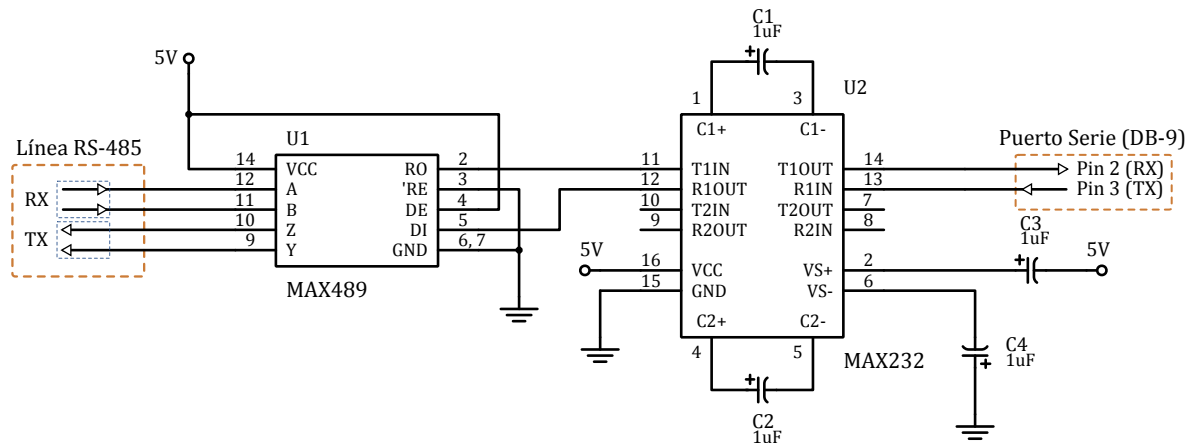 C1
1uF
5V
U2
1
3
C1+
C1-
U1
Línea RS-485
Puerto Serie (DB-9)
14
VCC
RO
2
11
T1IN
T1OUT
14
Pin 2 (RX)
RX
12
A
'RE
3
12
R1OUT
R1IN
13
Pin 3 (TX)
11
B
DE
4
10
T2IN
T2OUT
7
TX
10
Z
DI
5
9
R2OUT
R2IN
8
9
Y
GND
6, 7
C3
1uF
5V
5V
16
VCC
VS+
2
15
GND
VS-
6
MAX489
C2+
C2-
4
5
MAX232
C4
1uF
C2
1uF